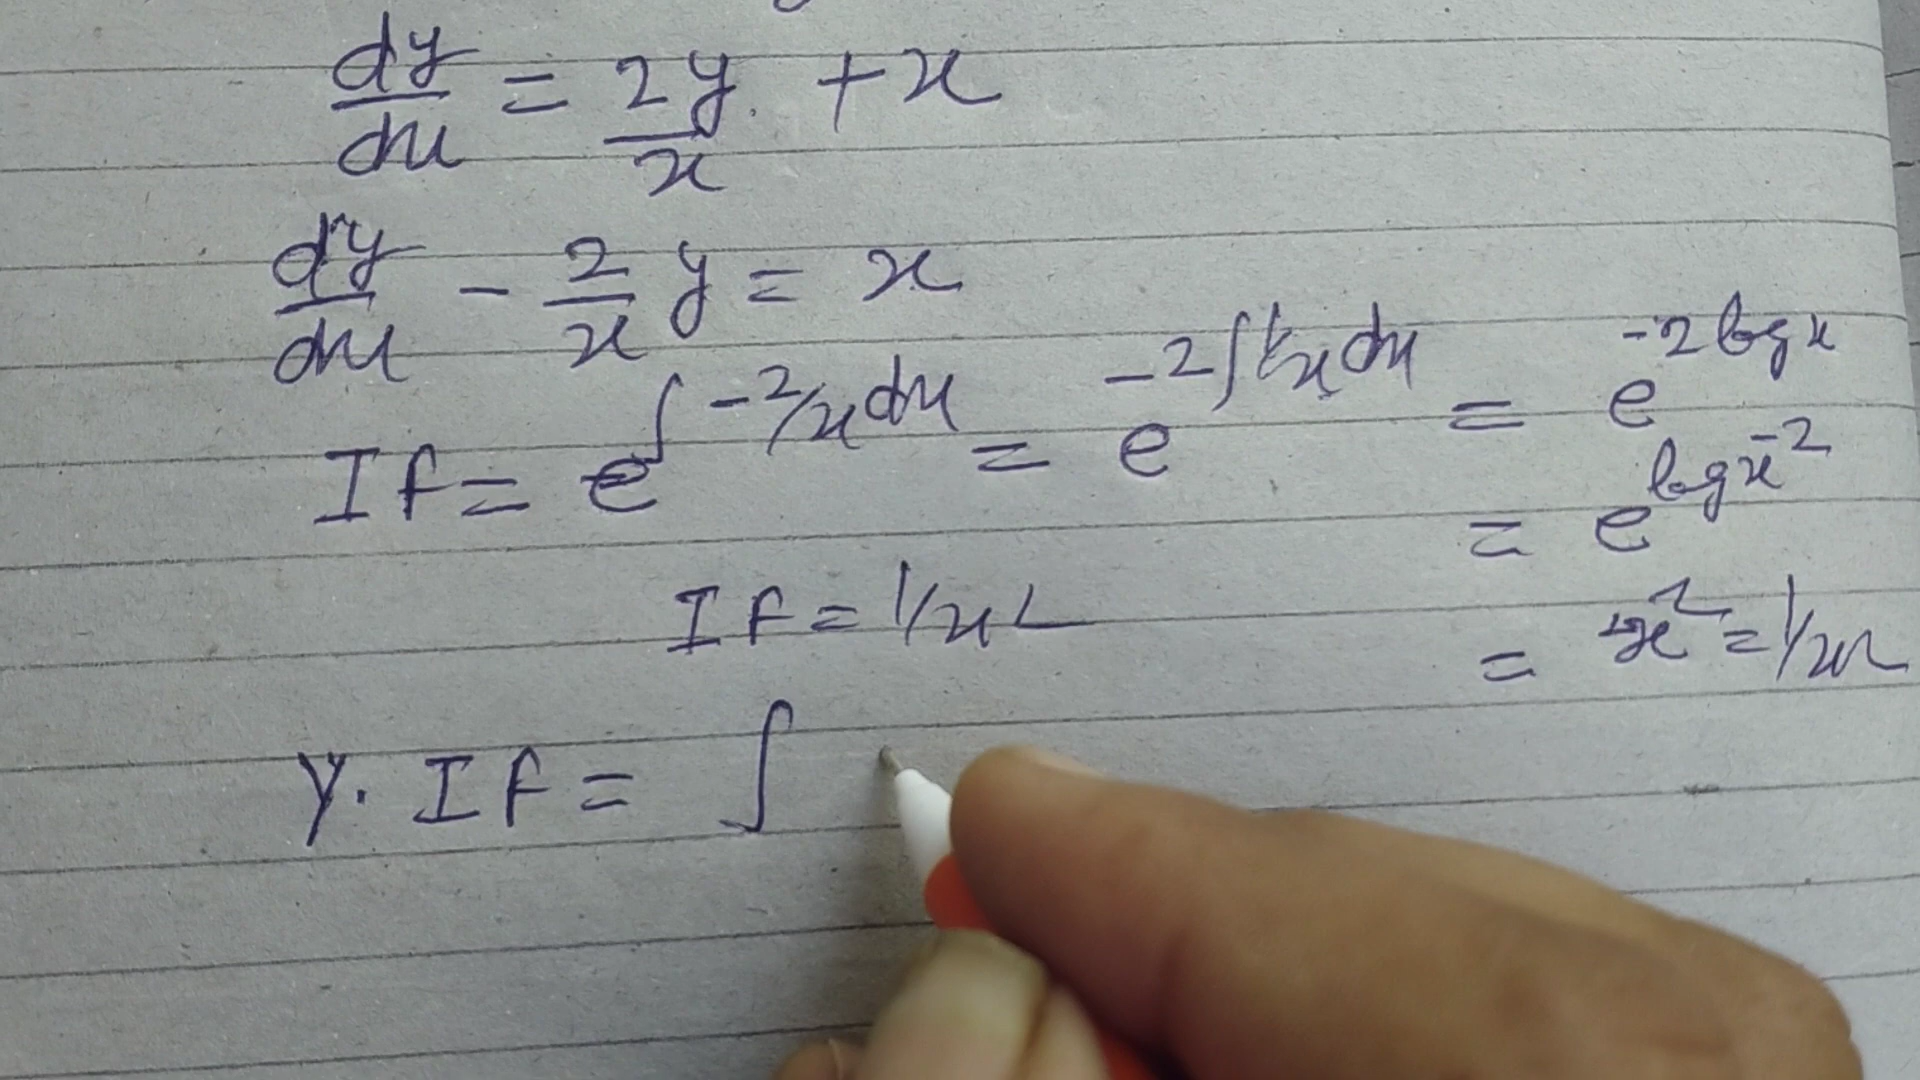 dy/dx = 2y/x + x
dy/dx - 2/x y = x
If = e^∫-2/x dx = e^-2∫1/x dx = e^-2 log x
= e^log x^-2
If = 1/x²
= x^-2 = 1/x²
y. If = ∫